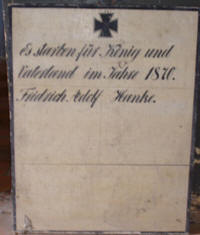 Es starben für König und
Vaterland im Jahre 1870.
Friedrich Adolf Hanke.